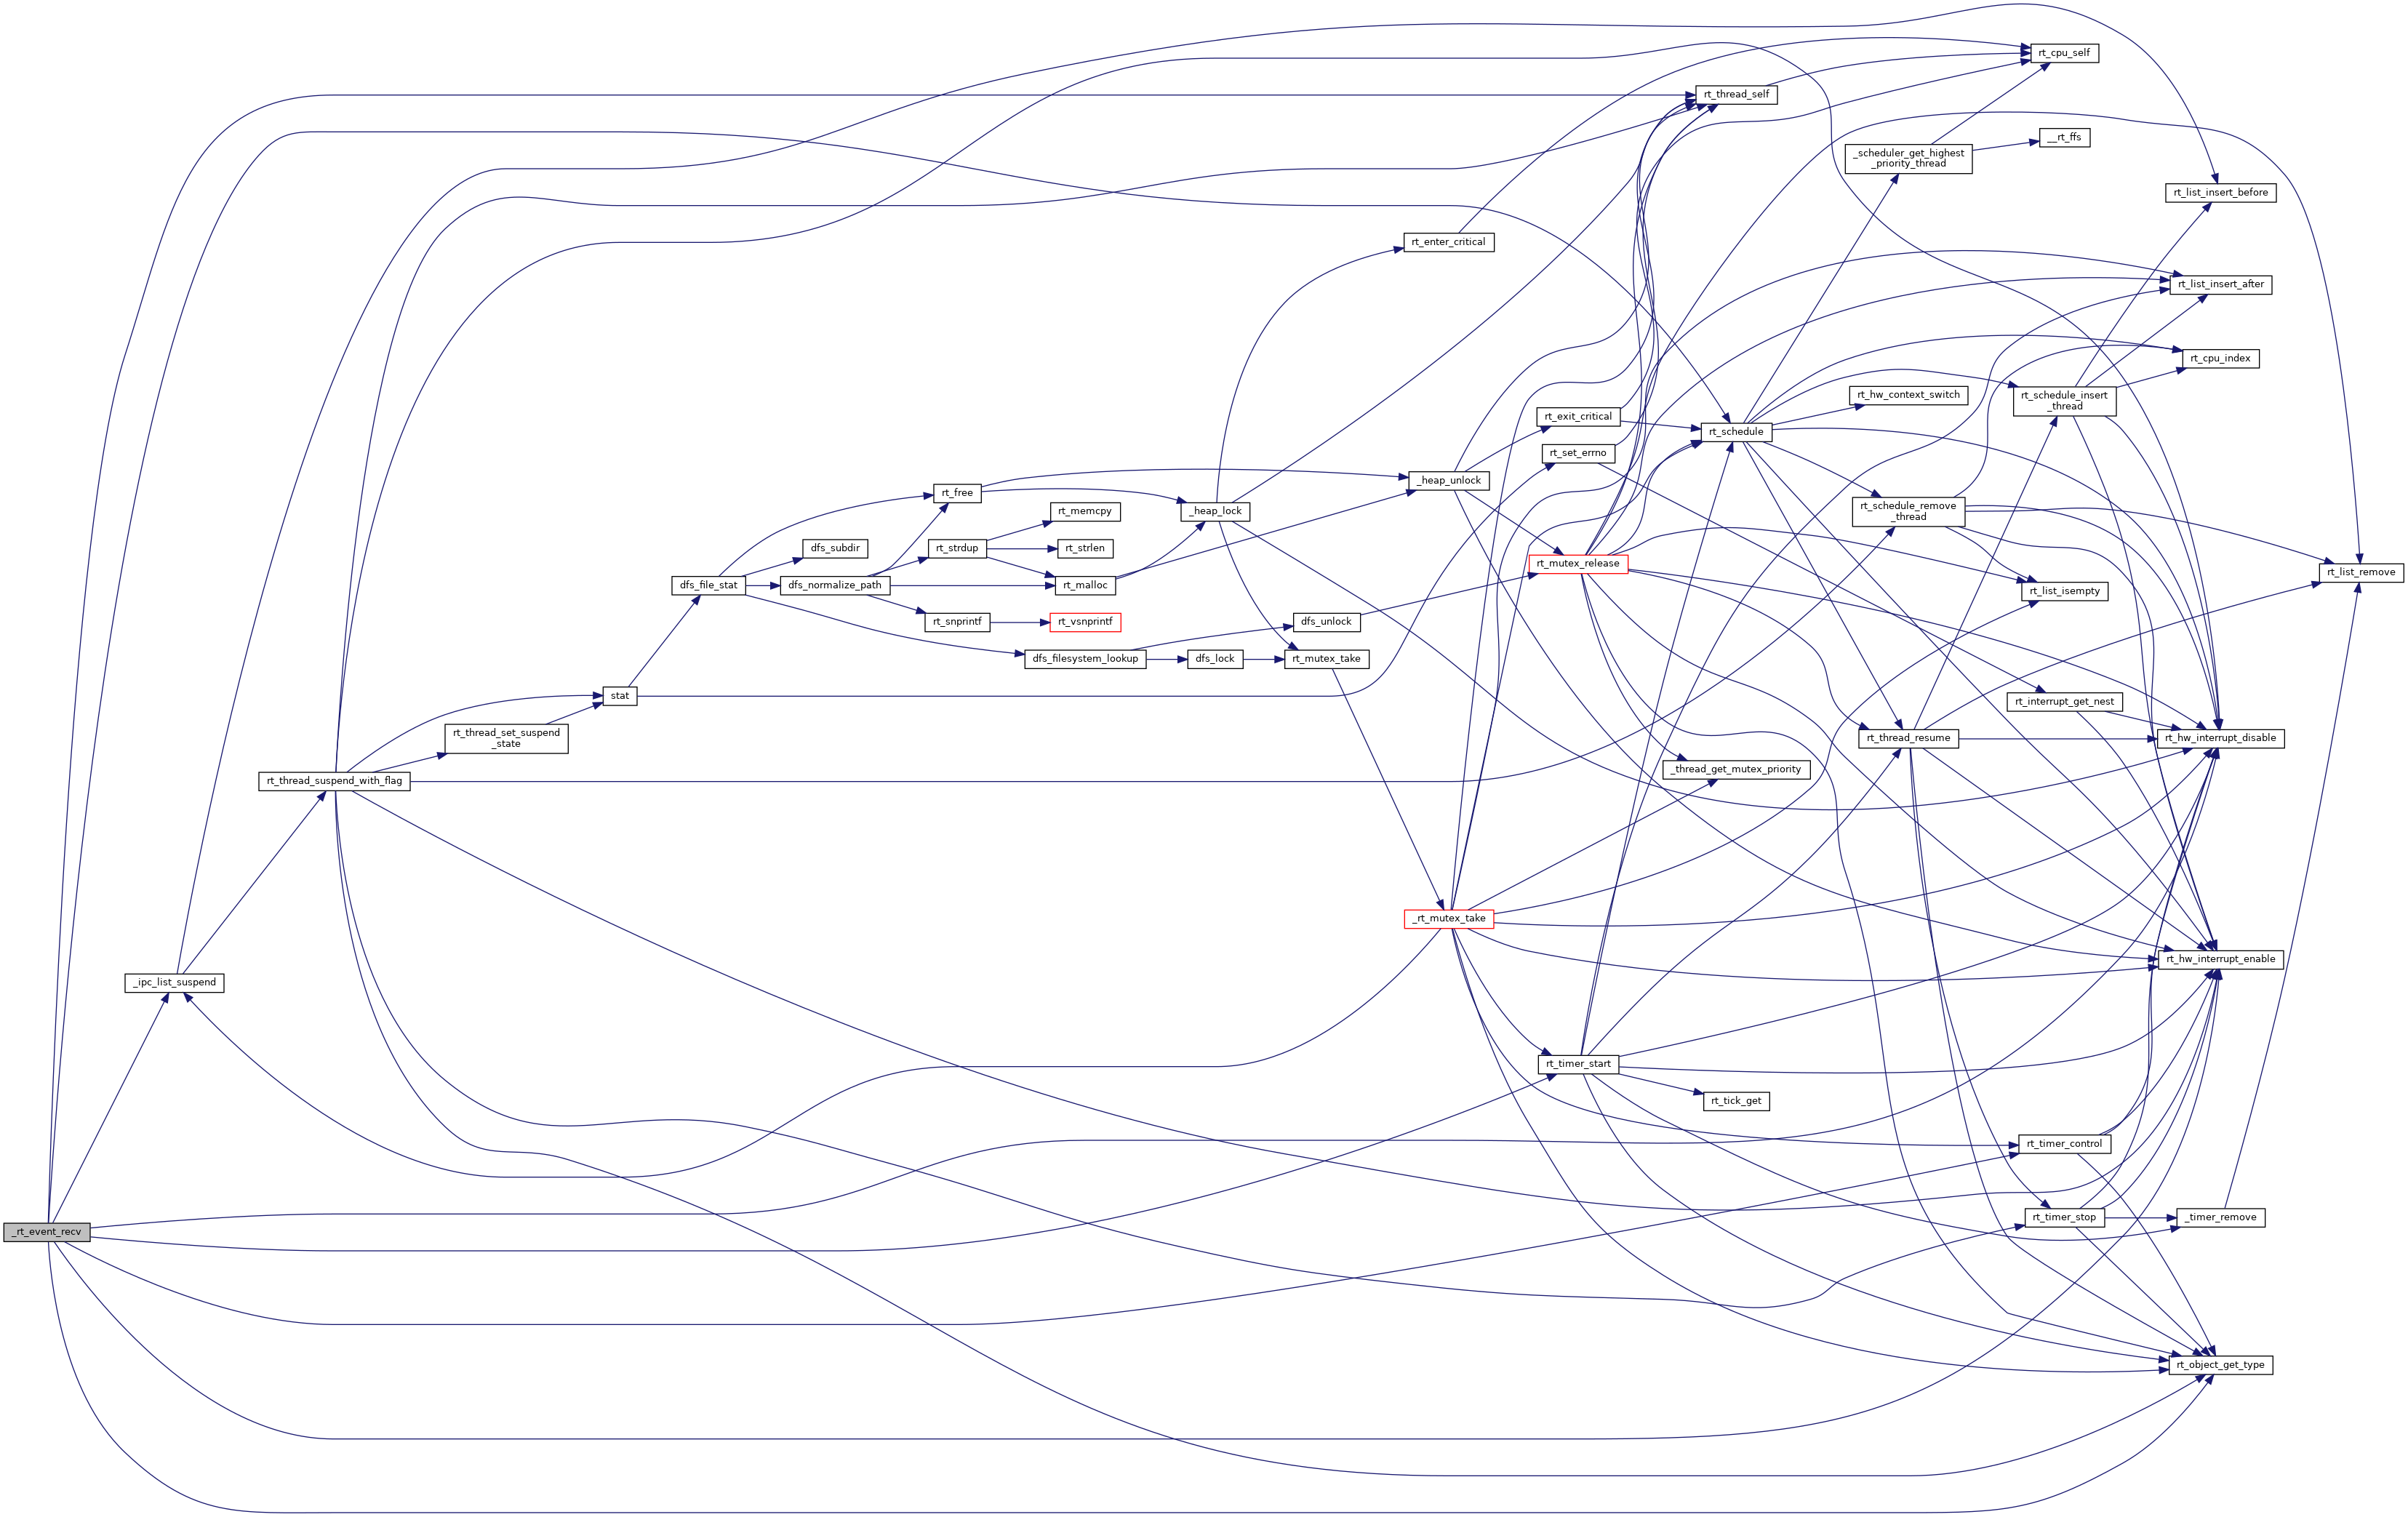 rt_cpu_self
rt_thread_self
__rt_ffs
_scheduler_get_highest
_priority_thread
rt_list_insert_before
rt_enter_critical
rt_list_insert_after
rt_cpu_index
rt_hw_context_switch
rt_schedule_insert
_thread
rt_exit_critical
rt_schedule
rt_set_errno
_heap_unlock
rt_free
_heap_lock
rt_memcpy
rt_schedule_remove
_thread
dfs_subdir
rt_strdup
rt_strlen
rt_mutex_release
rt_list_remove
dfs_file_stat
dfs_normalize_path
rt_malloc
rt_list_isempty
rt_snprintf
rt_vsnprintf
dfs_unlock
dfs_filesystem_lookup
dfs_lock
rt_mutex_take
stat
rt_interrupt_get_nest
rt_thread_set_suspend
_state
rt_thread_resume
rt_hw_interrupt_disable
_thread_get_mutex_priority
rt_thread_suspend_with_flag
_rt_mutex_take
rt_hw_interrupt_enable
_ipc_list_suspend
rt_timer_start
rt_tick_get
rt_timer_control
rt_timer_stop
_timer_remove
_rt_event_recv
rt_object_get_type